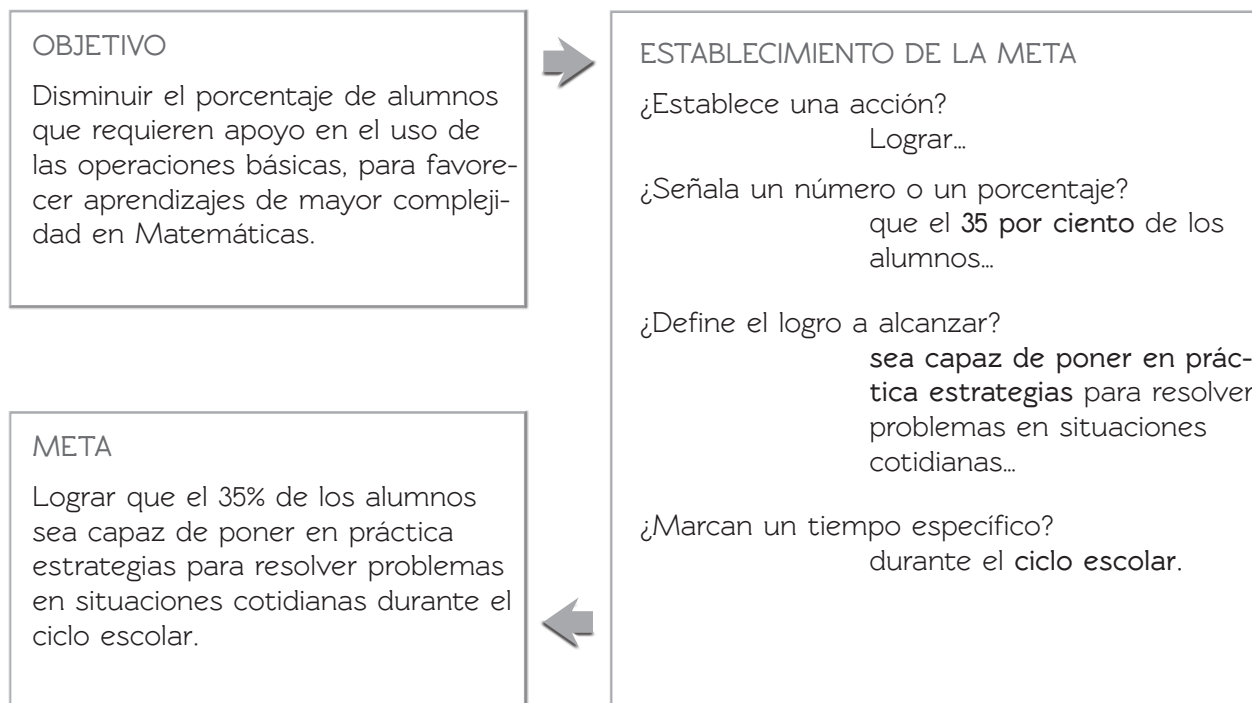 OBJETIVO
Disminuir el porcentaje de alumnos
que requieren apoyo en el uso de
las operaciones básicas, para favore-
cer aprendizajes de mayor compleji-
dad en Matemáticas.
ESTABLECIMIENTO DE LA META
¿Establece una acción?
Lograr…
¿Señala un número o un porcentaje?
que el 35 por ciento de los
alumnos…
¿Define el logro a alcanzar?
sea capaz de poner en prác-
tica estrategias para resolver
problemas en situaciones
cotidianas…
¿Marcan un tiempo específico?
durante el ciclo escolar.
META
Lograr que el 35% de los alumnos
sea capaz de poner en práctica
estrategias para resolver problemas
en situaciones cotidianas durante el
ciclo escolar.